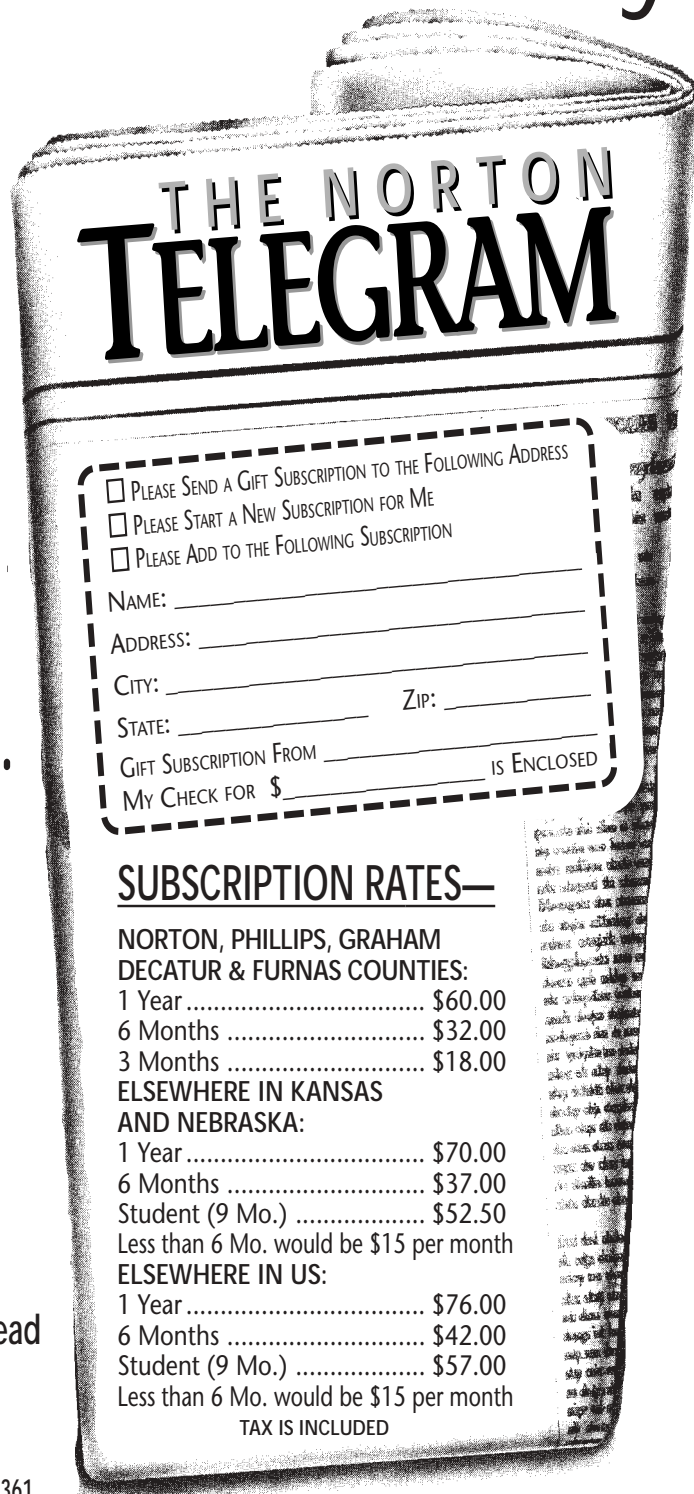 THE NORTON
TELEGRAM
PLEASE SEND A GIFT SUBSCRIPTION TO THE FOLLOWING ADDRESS
PLEASE START A NEW SUBSCRIPTION FOR ME
PLEASE ADD TO THE FOLLOWING SUBSCRIPTION
NAME:
ADDRESS:
CITY:
STATE: ZIP:
GIFT SUBSCRIPTION FROM
MY CHECK FOR $ IS ENCLOSED
SUBSCRIPTION RATES—
NORTON, PHILLIPS, GRAHAM
DECATUR & FURNAS COUNTIES:
1 Year ................................ $60.00
6 Months ........................... $32.00
3 Months ........................... $18.00
ELSEWHERE IN KANSAS
AND NEBRASKA:
1 Year ................................ $70.00
6 Months ........................... $37.00
Student (9 Mo.) .................. $52.50
Less than 6 Mo. would be $15 per month
ELSEWHERE IN US:
1 Year ................................ $76.00
6 Months ........................... $42.00
Student (9 Mo.) .................. $57.00
Less than 6 Mo. would be $15 per month
TAX IS INCLUDED
ead
361